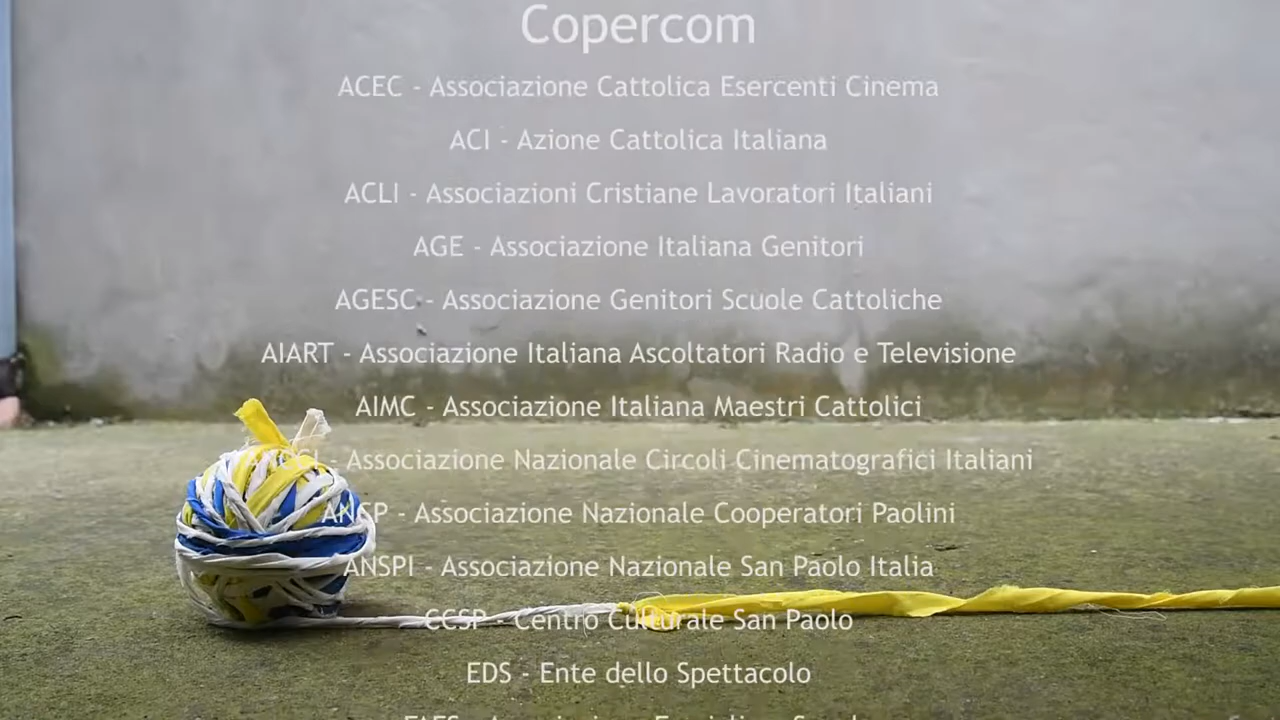 Copercom
ACEC - Associazione Cattolica Esercenti Cinema
ACI - Azione Cattolica Italiana
ACLI - Associazioni Cristiane Lavoratori Italiani
AGE - Associazione Italiana Genitori
AGESC - Associazione Genitori Scuole Cattoliche
AIART - Associazione Italiana Ascoltatori Radio e Televisione
AIMC - Associazione Italiana Maestri Cattolici
- Associazione Nazionale Circoli Cinematografici Italiani
ANCP - Associazione Nazionale Cooperatori Paolini
ANSPI - Associazione Nazionale San Paolo Italia
CCSP - Centro Culturale San Paolo
EDS - Ente dello Spettacolo